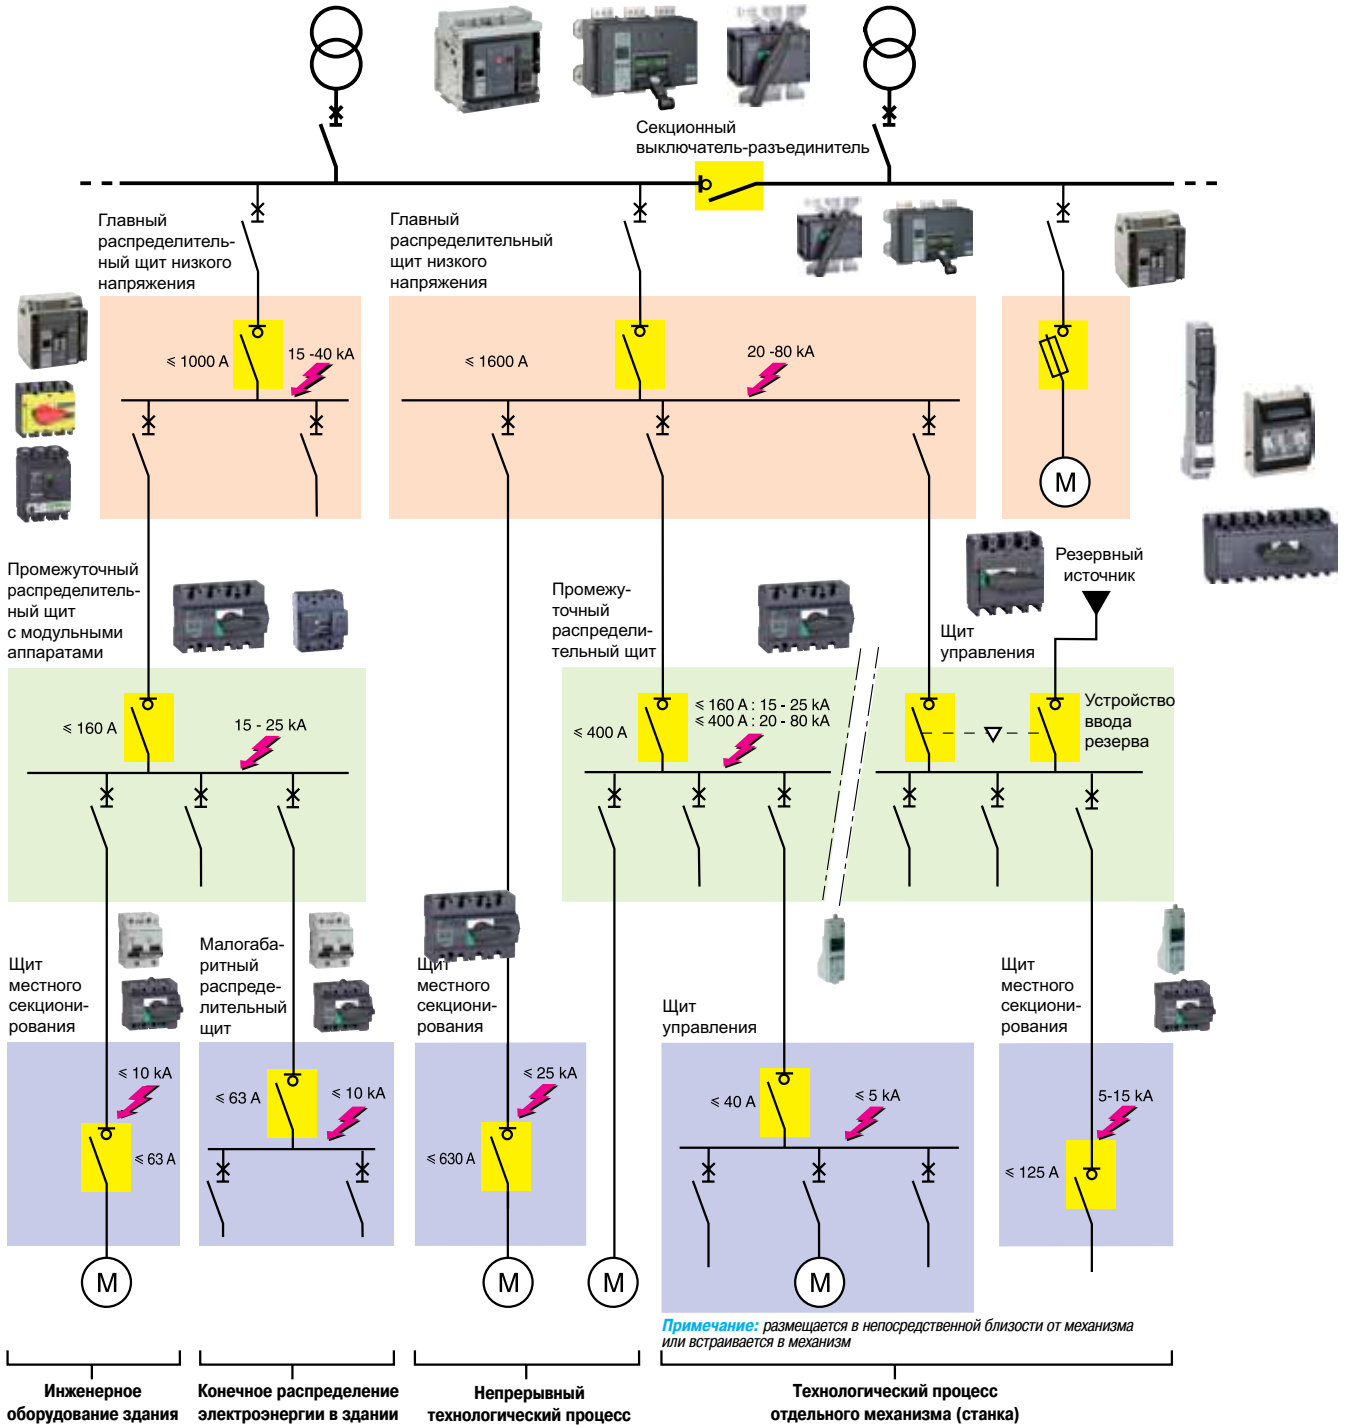 Секционный
выключатель-разъединитель
Главный
распределитель-
ный щит низкого
напряжения
Главный
распределительный
щит низкого
напряжения
≤ 1000 A
15 -40 kA
≤ 1600 A
20 -80 kA
M
Промежуточный
распределитель-
ный щит
с модульными
аппаратами
Промежу-
точный
распредели-
тельный щит
Щит
управления
Резервный
источник
≤ 160 A
15 - 25 kA
≤ 400 A
≤ 160 A : 15 - 25 kA
≤ 400 A : 20 - 80 kA
Устройство
ввода
резерва
Щит
местного
секциони-
рования
Малогаба-
ритный
распреде-
лительный
щит
Щит
местного
секциони-
рования
Щит
управления
Щит
местного
секциони-
рования
≤ 10 kA
≤ 63 A
≤ 63 A
≤ 10 kA
≤ 25 kA
≤ 630 A
≤ 40 A
≤ 5 kA
5-15 kA
≤ 125 A
M
M
M
M
Примечание: размещается в непосредственной близости от механизма
или встраивается в механизм
Инженерное
оборудование здания
Конечное распределение
электроэнергии в здании
Непрерывный
технологический процесс
Технологический процесс
отдельного механизма (станка)